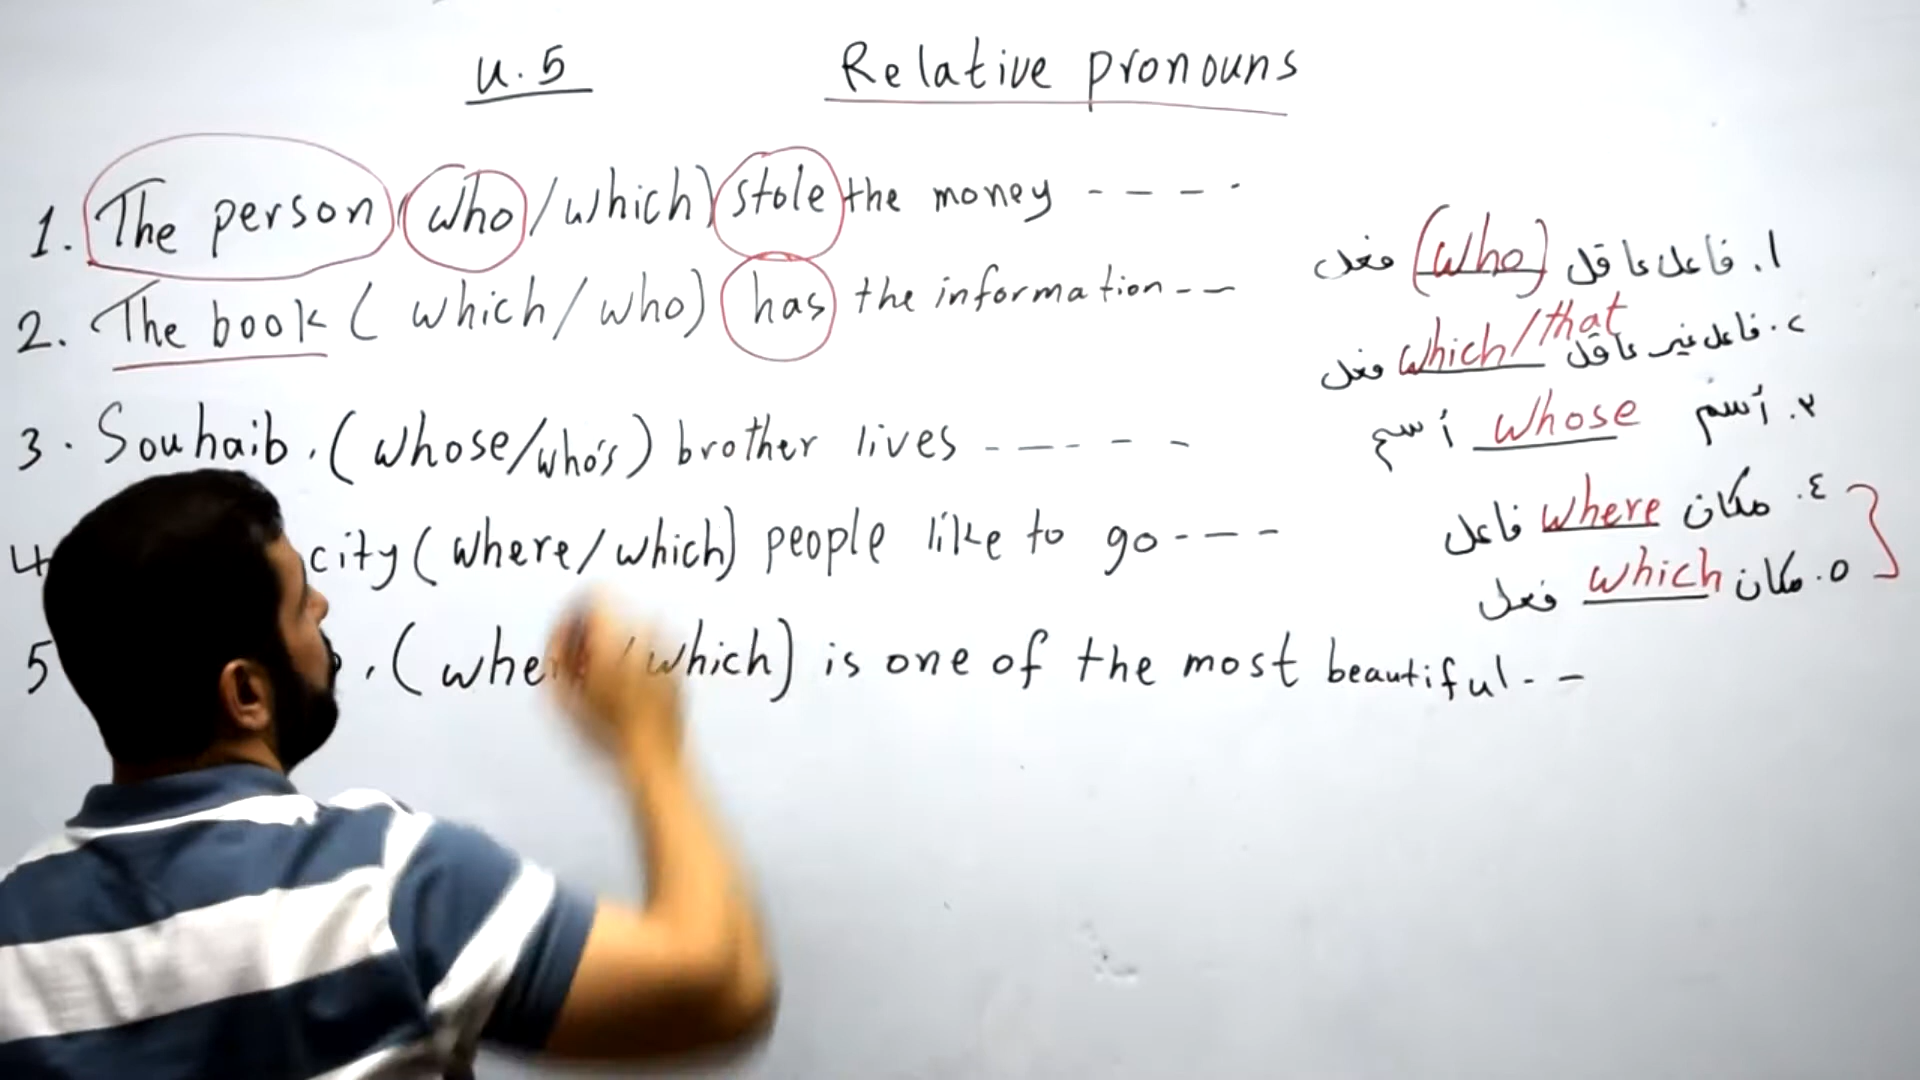 u. 5 Relative pronouns
1. The person (who/which) stole the money - - - -
2. The book (which/who) has the information - -
3. Souhaib, (whose/who's) brother lives - - - - -
4 city (where/which) people like to go - - - -
5 , (where/which) is one of the most beautiful - -
١. فاعل عاقل (who) فعل
٢. فاعل غير عاقل which/that فعل
٣. أسم whose أسم
٤. مكان where فاعل
٥. مكان which فعل